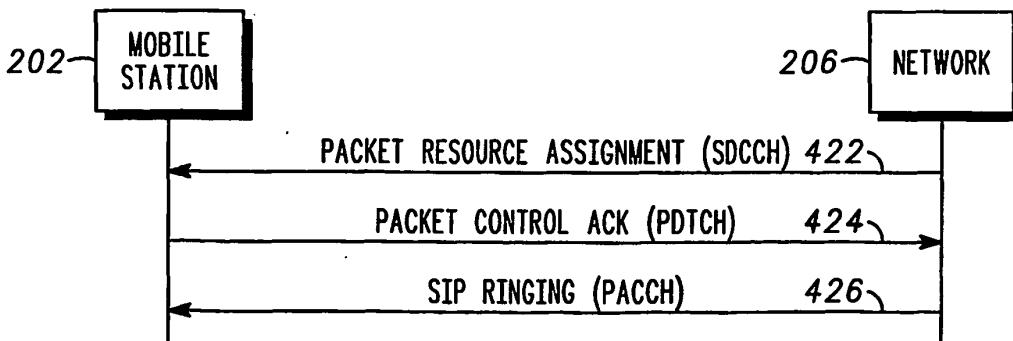 MOBILE
STATION
202
NETWORK
206
PACKET RESOURCE ASSIGNMENT (SDCCH) 422
PACKET CONTROL ACK (PDTCH) 424
SIP RINGING (PACCH) 426